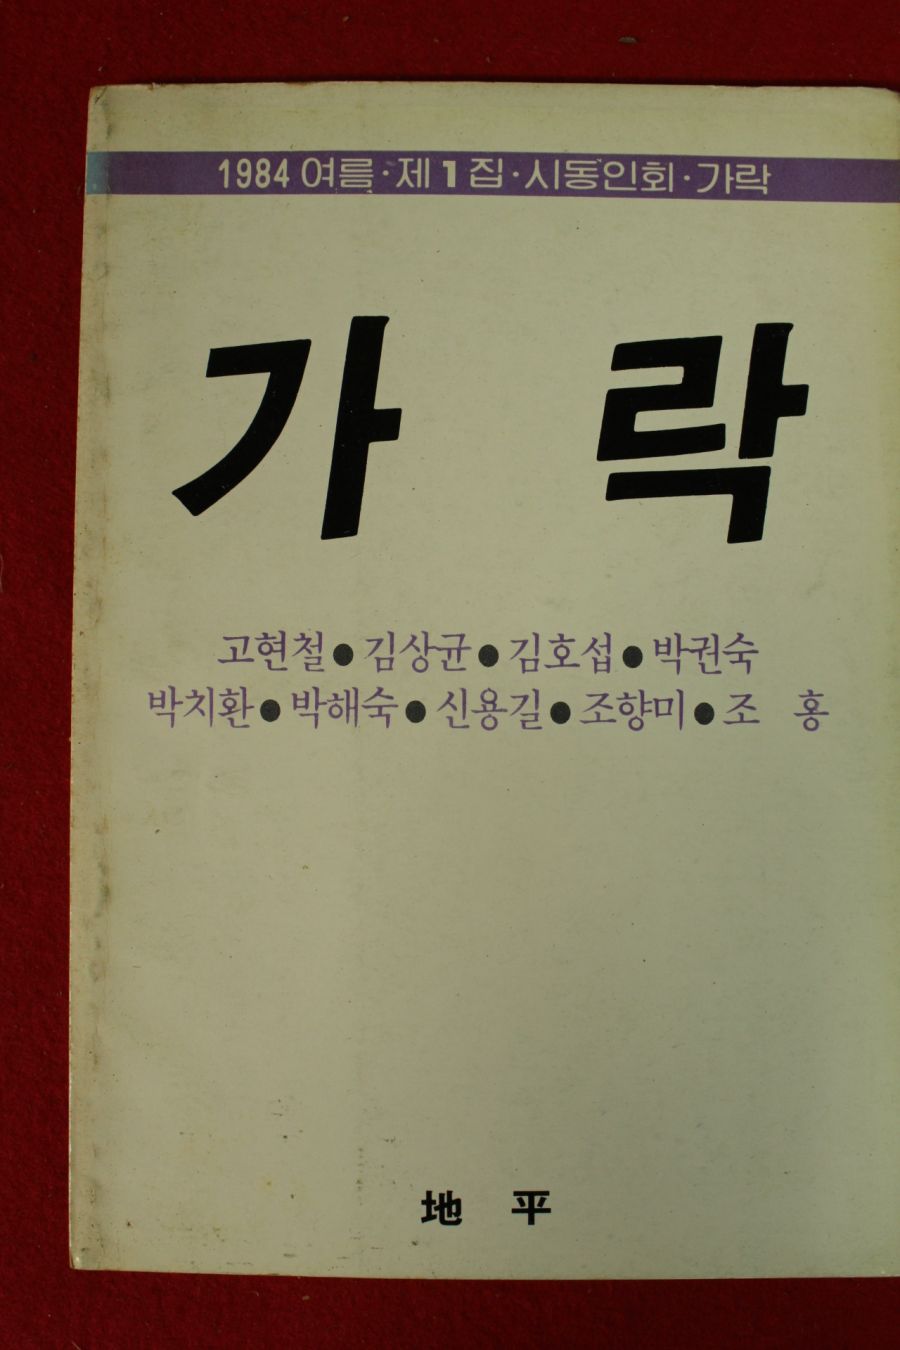 1984 여름·제1집·시동인회·가락
가 락
고현철●김상균●김호섭●박권숙
박치환●박해숙●신용길●조향미●조 홍
地 平